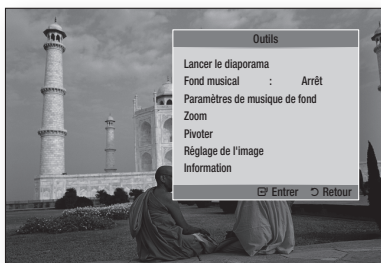 Outils
Lancer le diaporama
Fond musical : Arrêt
Paramètres de musique de fond
Zoom
Pivoter
Réglage de l'image
Information
Entrer Retour